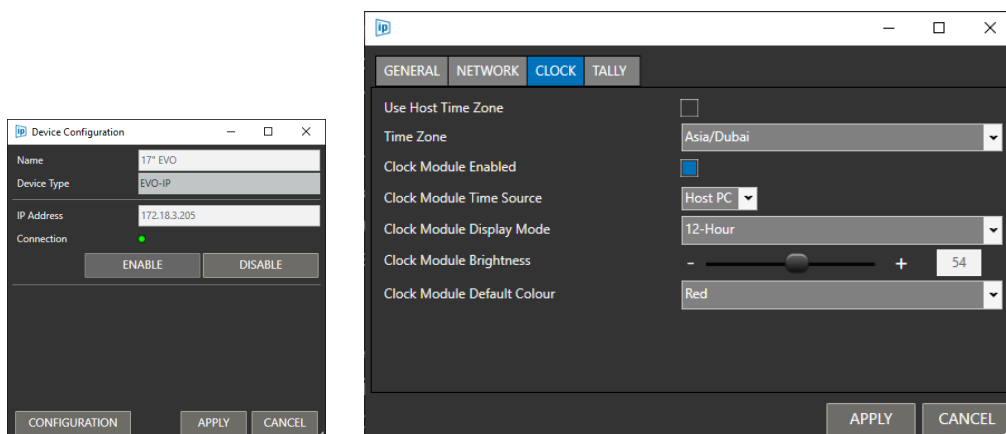 ip Device Configuration
Name 17" EVO
Device Type EVO-IP
IP Address 172.18.3.205
Connection
ENABLE DISABLE
CONFIGURATION APPLY CANCEL
ip
GENERAL NETWORK CLOCK TALLY
Use Host Time Zone
Time Zone Asia/Dubai
Clock Module Enabled
Clock Module Time Source Host PC
Clock Module Display Mode 12-Hour
Clock Module Brightness - + 54
Clock Module Default Colour Red
APPLY CANCEL